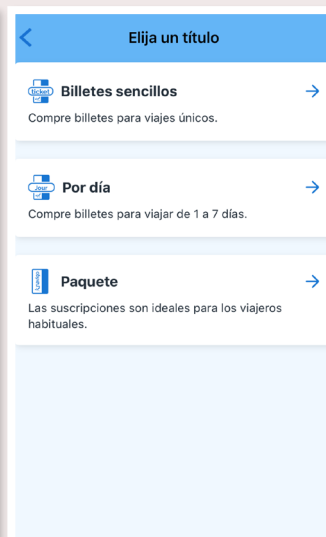 Elija un título
ticket
Billetes sencillos
Compre billetes para viajes únicos.
Jour
Por día
Compre billetes para viajar de 1 a 7 días.
Paquete
Las suscripciones son ideales para los viajeros
habituales.